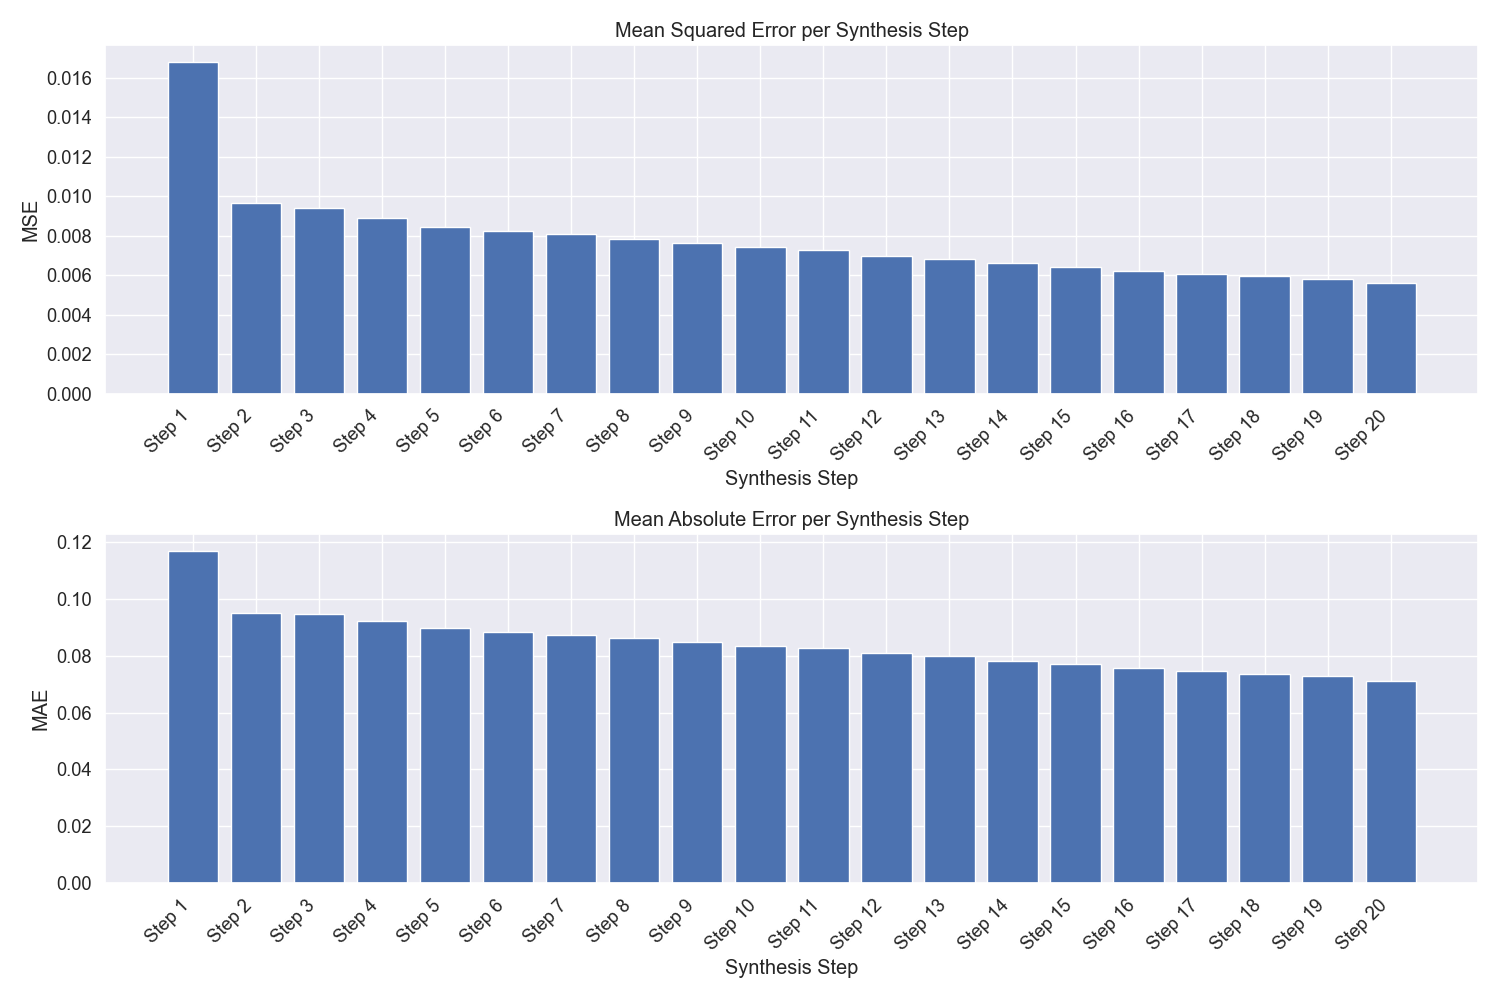 Mean Squared Error per Synthesis Step
0.016
0.014
0.012
0.010
0.008
0.006
0.004
0.002
0.000
MSE
Step 1
Step 2
Step 3
Step 4
Step 5
Step 6
Step 7
Step 8
Step 9
Step 10
Step 11
Step 12
Step 13
Step 14
Step 15
Step 16
Step 17
Step 18
Step 19
Step 20
Synthesis Step
Mean Absolute Error per Synthesis Step
0.12
0.10
0.08
0.06
0.04
0.02
0.00
MAE
Step 1
Step 2
Step 3
Step 4
Step 5
Step 6
Step 7
Step 8
Step 9
Step 10
Step 11
Step 12
Step 13
Step 14
Step 15
Step 16
Step 17
Step 18
Step 19
Step 20
Synthesis Step